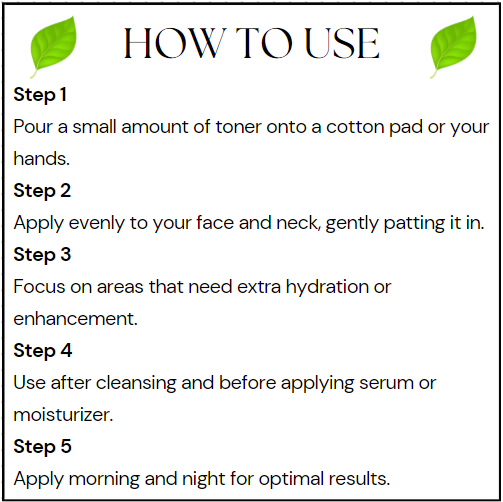 HOW TO USE
Step 1
Pour a small amount of toner onto a cotton pad or your
hands.
Step 2
Apply evenly to your face and neck, gently patting it in.
Step 3
Focus on areas that need extra hydration or
enhancement.
Step 4
Use after cleansing and before applying serum or
moisturizer.
Step 5
Apply morning and night for optimal results.